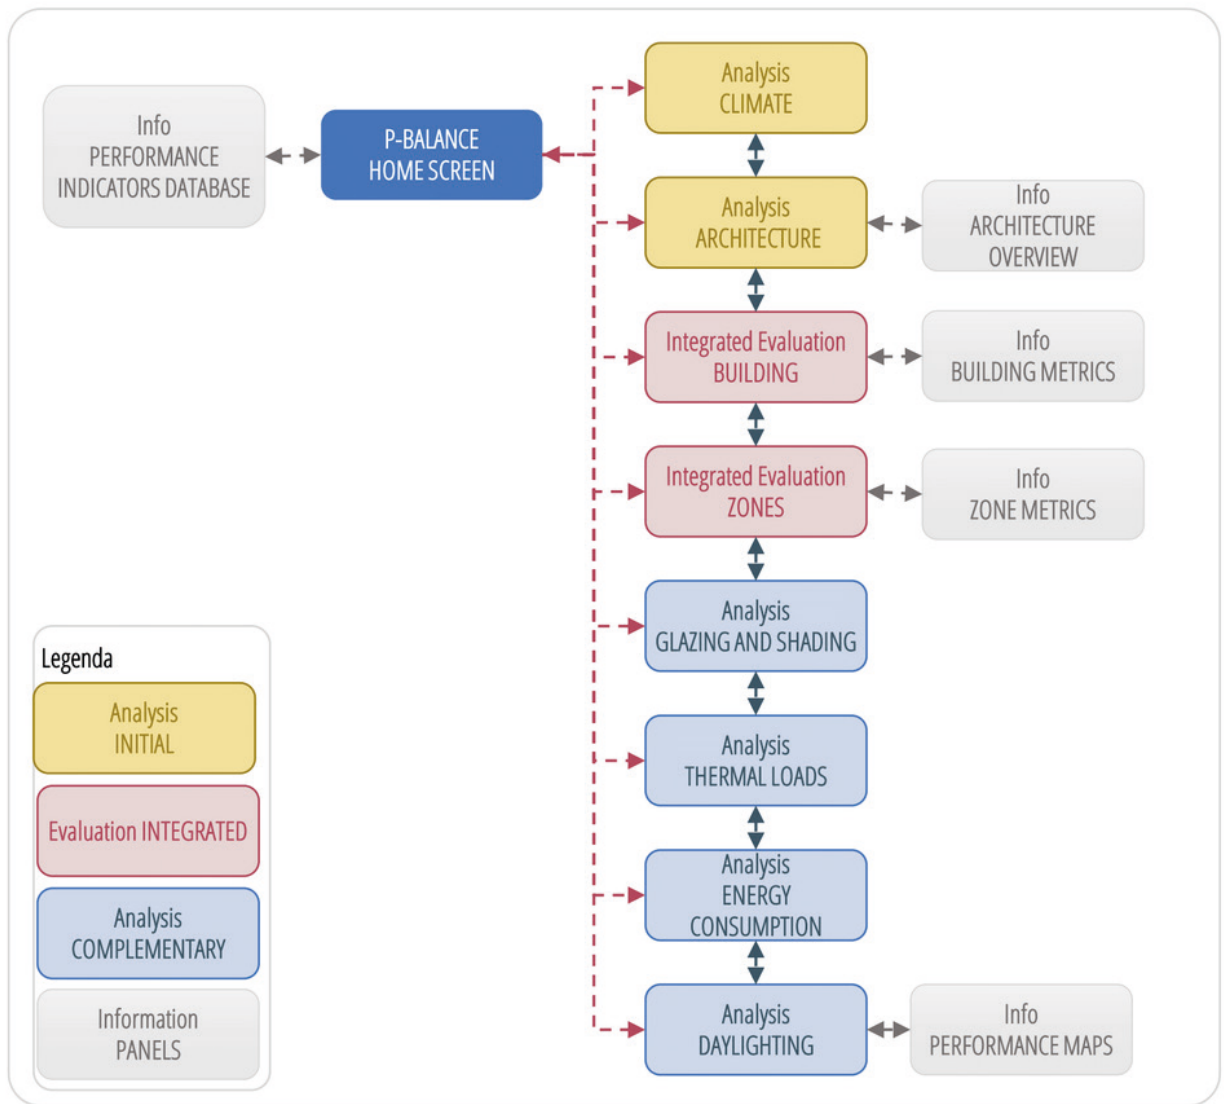 Analysis
CLIMATE
Info
PERFORMANCE
INDICATORS DATABASE
P-BALANCE
HOME SCREEN
Analysis
ARCHITECTURE
Info
ARCHITECTURE
OVERVIEW
Integrated Evaluation
BUILDING
Info
BUILDING METRICS
Integrated Evaluation
ZONES
Info
ZONE METRICS
Analysis
GLAZING AND SHADING
Analysis
THERMAL LOADS
Analysis
ENERGY
CONSUMPTION
Analysis
DAYLIGHTING
Info
PERFORMANCE MAPS
Legenda
Analysis
INITIAL
Evaluation INTEGRATED
Analysis
COMPLEMENTARY
Information
PANELS